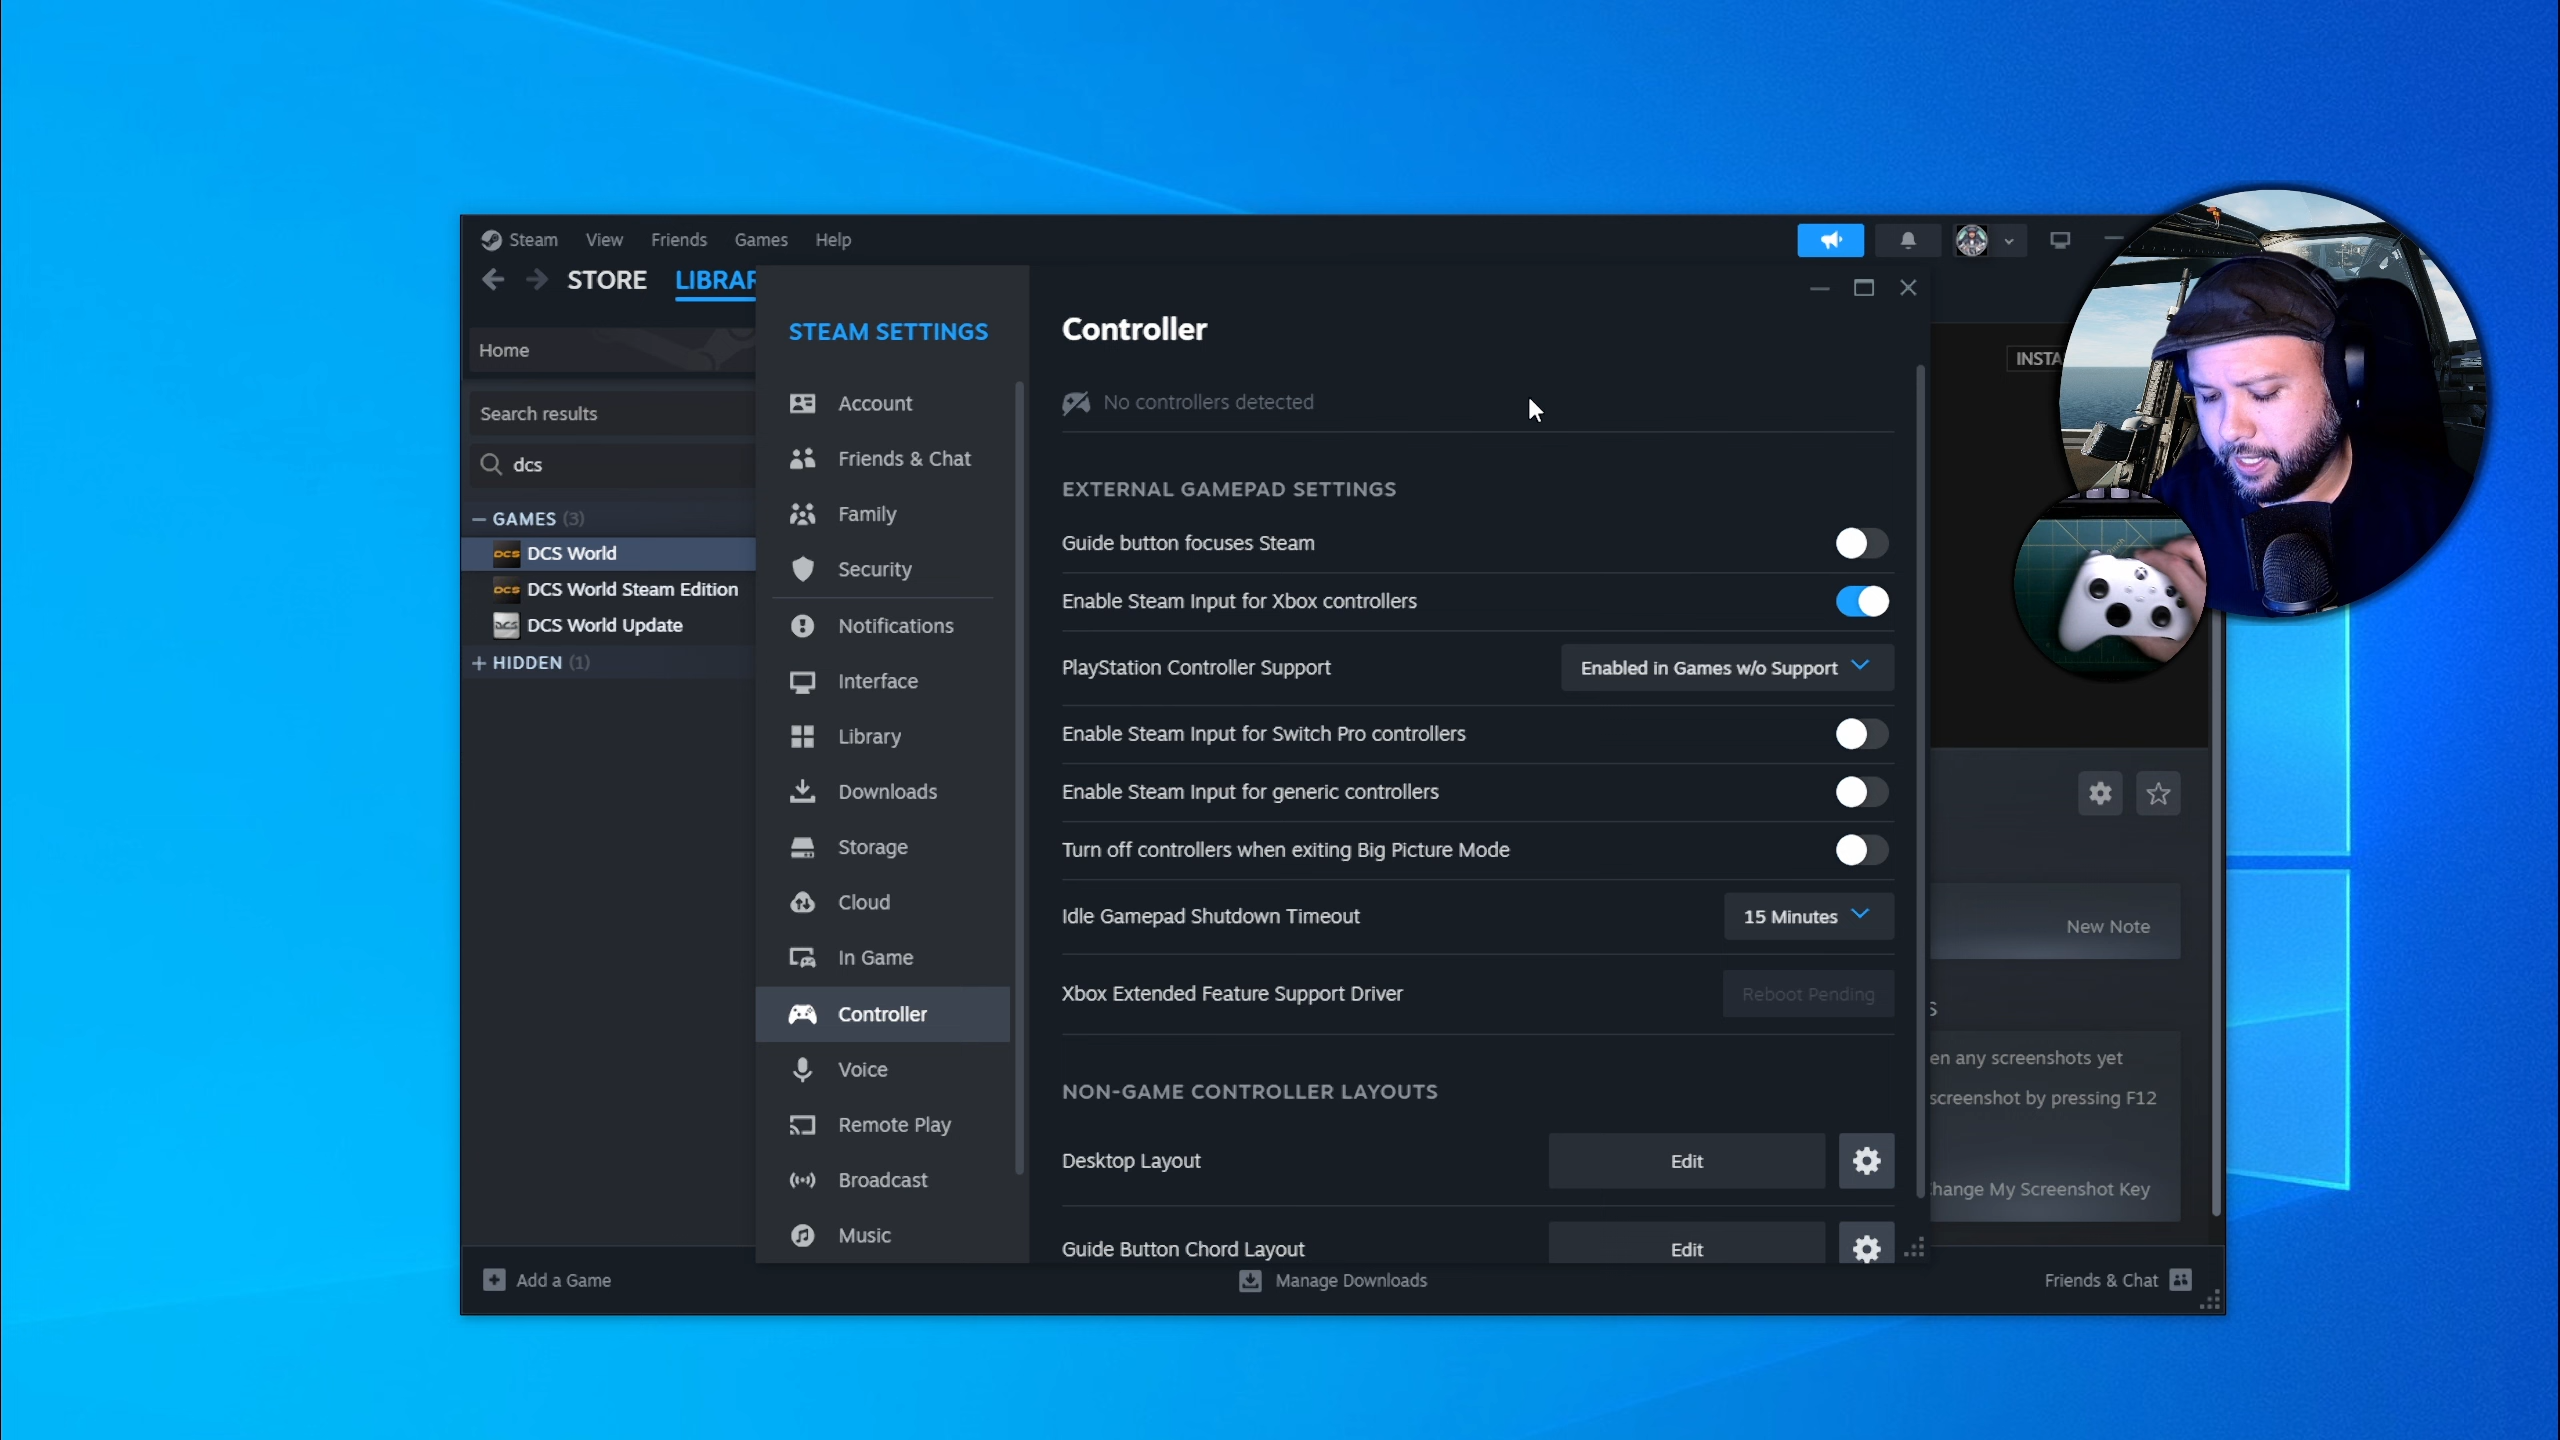 Steam View Friends Games Help
STORE LIBRAR
Home
Search results
dcs
GAMES (3)
DCS World
DCS World Steam Edition
DCS World Update
HIDDEN (1)
STEAM SETTINGS
Account
Friends & Chat
Family
Security
Notifications
Interface
Library
Downloads
Storage
Cloud
In Game
Controller
Voice
Remote Play
Broadcast
Music
Controller
No controllers detected
EXTERNAL GAMEPAD SETTINGS
Guide button focuses Steam
Enable Steam Input for Xbox controllers
PlayStation Controller Support Enabled in Games w/o Support
Enable Steam Input for Switch Pro controllers
Enable Steam Input for generic controllers
Turn off controllers when exiting Big Picture Mode
Idle Gamepad Shutdown Timeout 15 Minutes
Xbox Extended Feature Support Driver Reboot Pending
NON-GAME CONTROLLER LAYOUTS
Desktop Layout Edit
Guide Button Chord Layout Edit
INSTA
New Note
S
en any screenshots yet
screenshot by pressing F12
hange My Screenshot Key
Add a Game Manage Downloads Friends & Chat